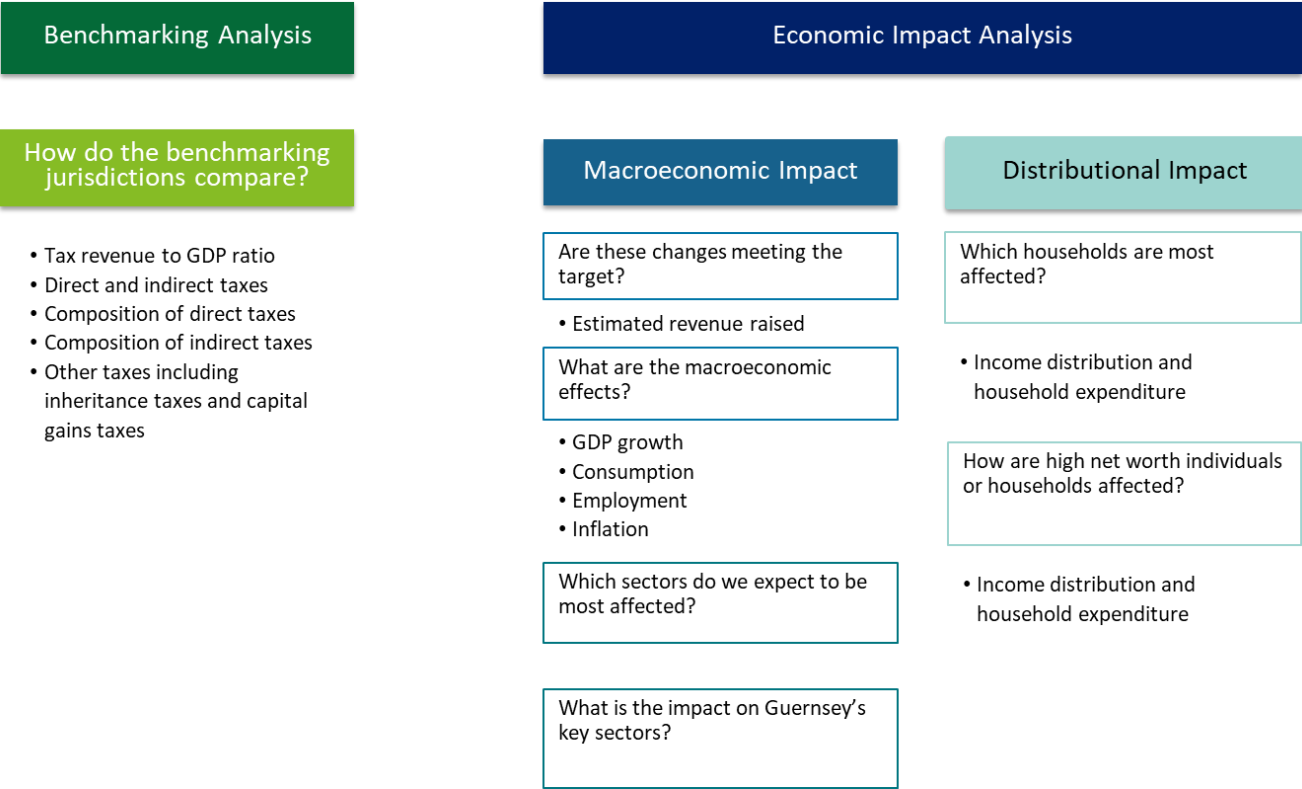 Benchmarking Analysis
How do the benchmarking
jurisdictions compare?
• Tax revenue to GDP ratio
• Direct and indirect taxes
• Composition of direct taxes
• Composition of indirect taxes
• Other taxes including
inheritance taxes and capital
gains taxes
Economic Impact Analysis
Macroeconomic Impact
Are these changes meeting the
target?
• Estimated revenue raised
What are the macroeconomic
effects?
• GDP growth
• Consumption
• Employment
• Inflation
Which sectors do we expect to be
most affected?
What is the impact on Guernsey’s
key sectors?
Distributional Impact
Which households are most
affected?
• Income distribution and
household expenditure
How are high net worth individuals
or households affected?
• Income distribution and
household expenditure